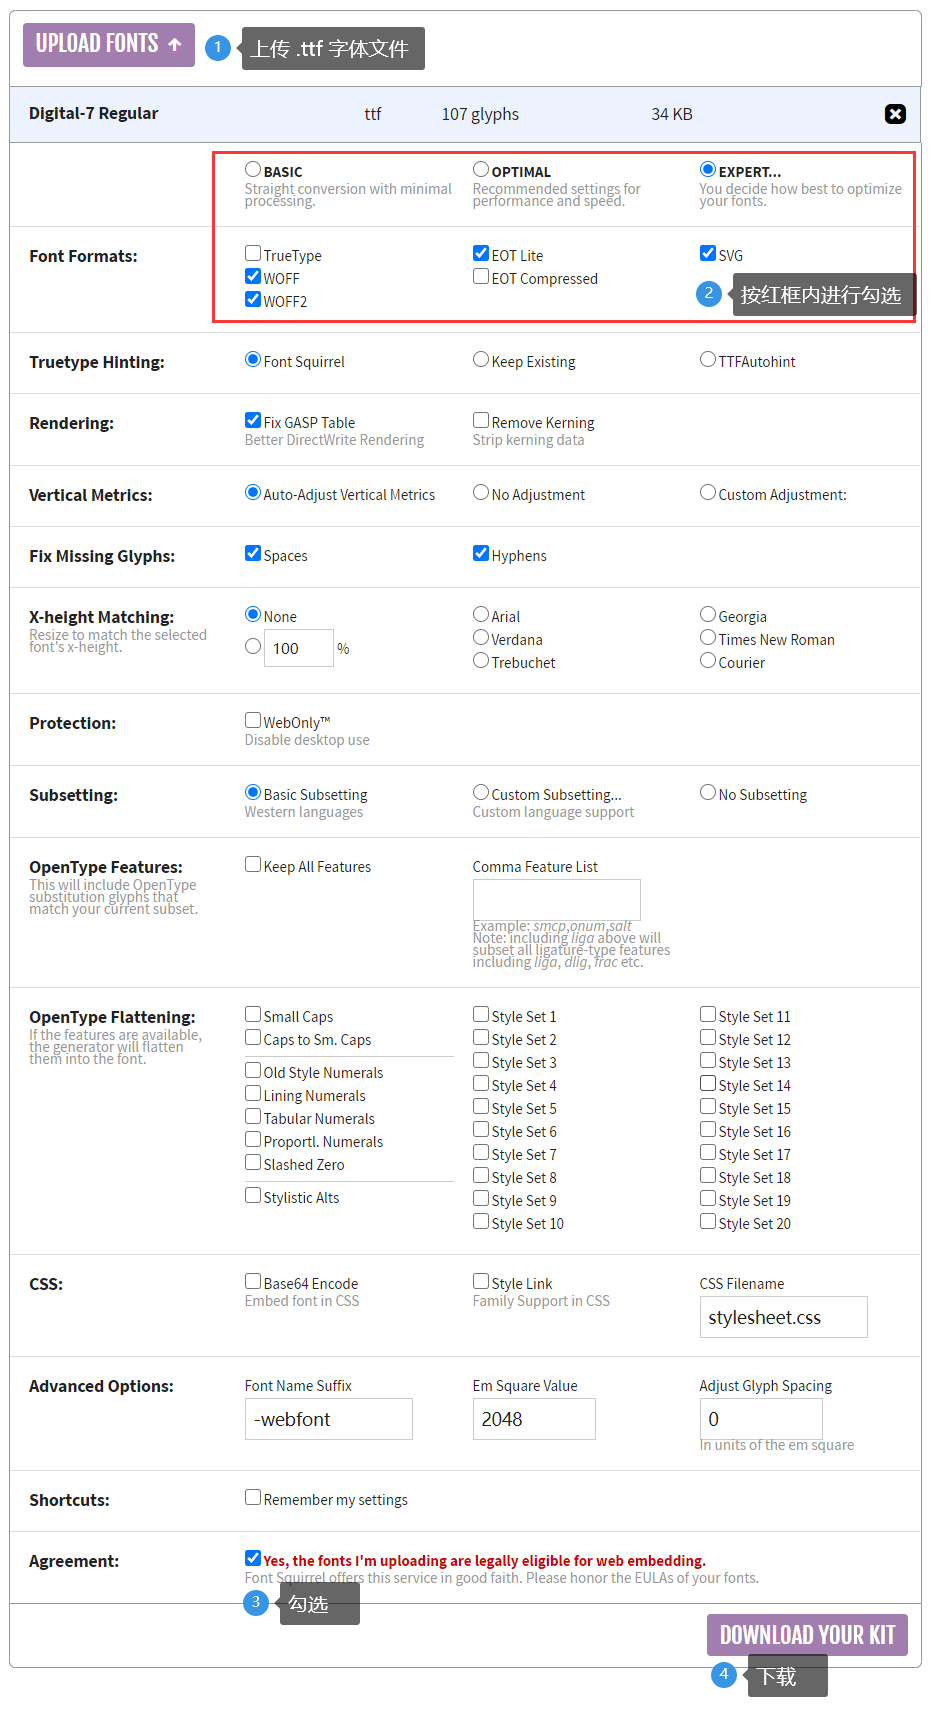 UPLOAD FONTS
1
上传 .ttf 字体文件
Digital-7 Regular ttf 107 glyphs 34 KB
BASIC
Straight conversion with minimal
processing.
OPTIMAL
Recommended settings for
performance and speed.
EXPERT...
You decide how best to optimize
your fonts.
Font Formats:
TrueType
WOFF
WOFF2
EOT Lite
EOT Compressed
SVG
2
按红框内进行勾选
Truetype Hinting:
Font Squirrel
Keep Existing
TTFAutohint
Rendering:
Fix GASP Table
Better DirectWrite Rendering
Remove Kerning
Strip kerning data
Vertical Metrics:
Auto-Adjust Vertical Metrics
No Adjustment
Custom Adjustment:
Fix Missing Glyphs:
Spaces
Hyphens
X-height Matching:
Resize to match the selected
font's x-height.
None
100 %
Arial
Verdana
Trebuchet
Georgia
Times New Roman
Courier
Protection:
WebOnly™
Disable desktop use
Subsetting:
Basic Subsetting
Western languages
Custom Subsetting...
Custom language support
No Subsetting
OpenType Features:
This will include OpenType
substitution glyphs that
match your current subset.
Keep All Features
Comma Feature List
Example: smcp,onum,salt
Note: including liga above will
subset all ligature-type features
including liga, dlig, frac etc.
OpenType Flattening:
If the features are available,
the generator will flatten
them into the font.
Small Caps
Caps to Sm. Caps
Old Style Numerals
Lining Numerals
Tabular Numerals
Proportl. Numerals
Slashed Zero
Stylistic Alts
Style Set 1
Style Set 2
Style Set 3
Style Set 4
Style Set 5
Style Set 6
Style Set 7
Style Set 8
Style Set 9
Style Set 10
Style Set 11
Style Set 12
Style Set 13
Style Set 14
Style Set 15
Style Set 16
Style Set 17
Style Set 18
Style Set 19
Style Set 20
CSS:
Base64 Encode
Embed font in CSS
Style Link
Family Support in CSS
CSS Filename
stylesheet.css
Advanced Options:
Font Name Suffix
-webfont
Em Square Value
2048
Adjust Glyph Spacing
0
In units of the em square
Shortcuts:
Remember my settings
Agreement:
Yes, the fonts I'm uploading are legally eligible for web embedding.
Font Squirrel offers this service in good faith. Please honor the EULAs of your fonts.
3
勾选
DOWNLOAD YOUR KIT
4
下载